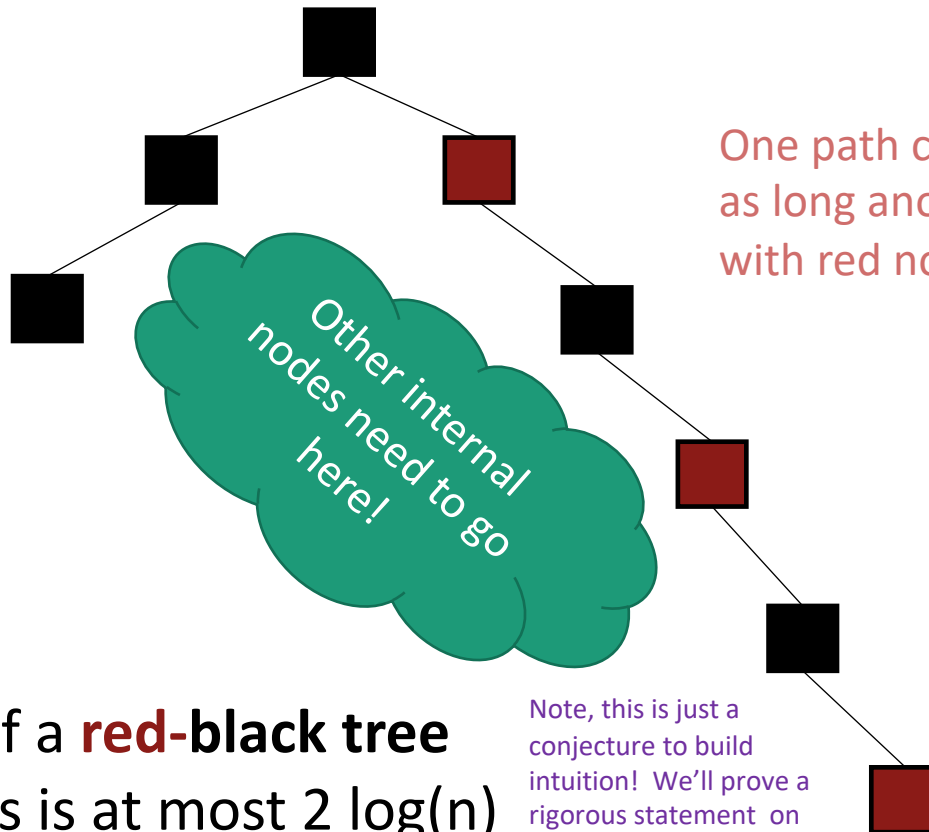 One path c
as long anc
with red no
Other internal
nodes need to go
here!
f a red-black tree
s is at most 2 log(n)
Note, this is just a
conjecture to build
intuition! We'll prove a
rigorous statement on